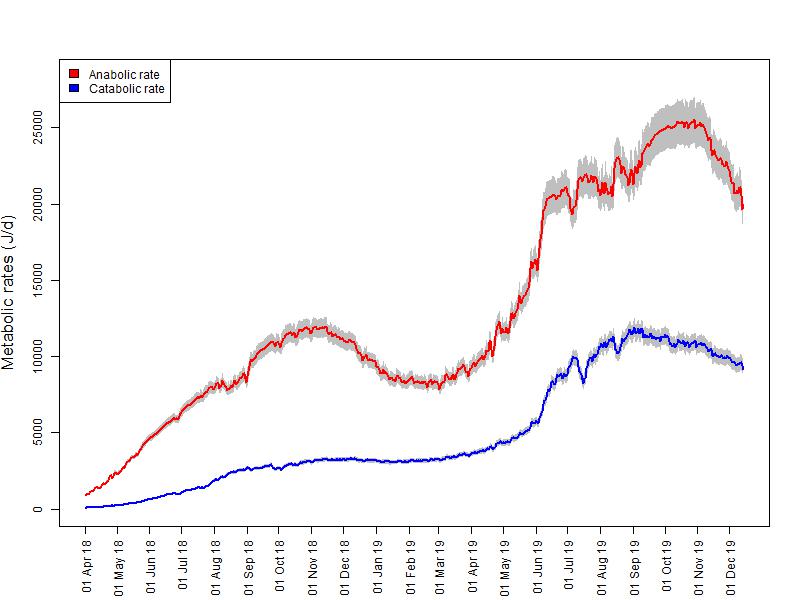 Anabolic rate
Catabolic rate
Metabolic rates (J/d)
25000
20000
15000
10000
5000
0
01 Apr 18
01 May 18
01 Jun 18
01 Jul 18
01 Aug 18
01 Sep 18
01 Oct 18
01 Nov 18
01 Dec 18
01 Jan 19
01 Feb 19
01 Mar 19
01 Apr 19
01 May 19
01 Jun 19
01 Jul 19
01 Aug 19
01 Sep 19
01 Oct 19
01 Nov 19
01 Dec 19